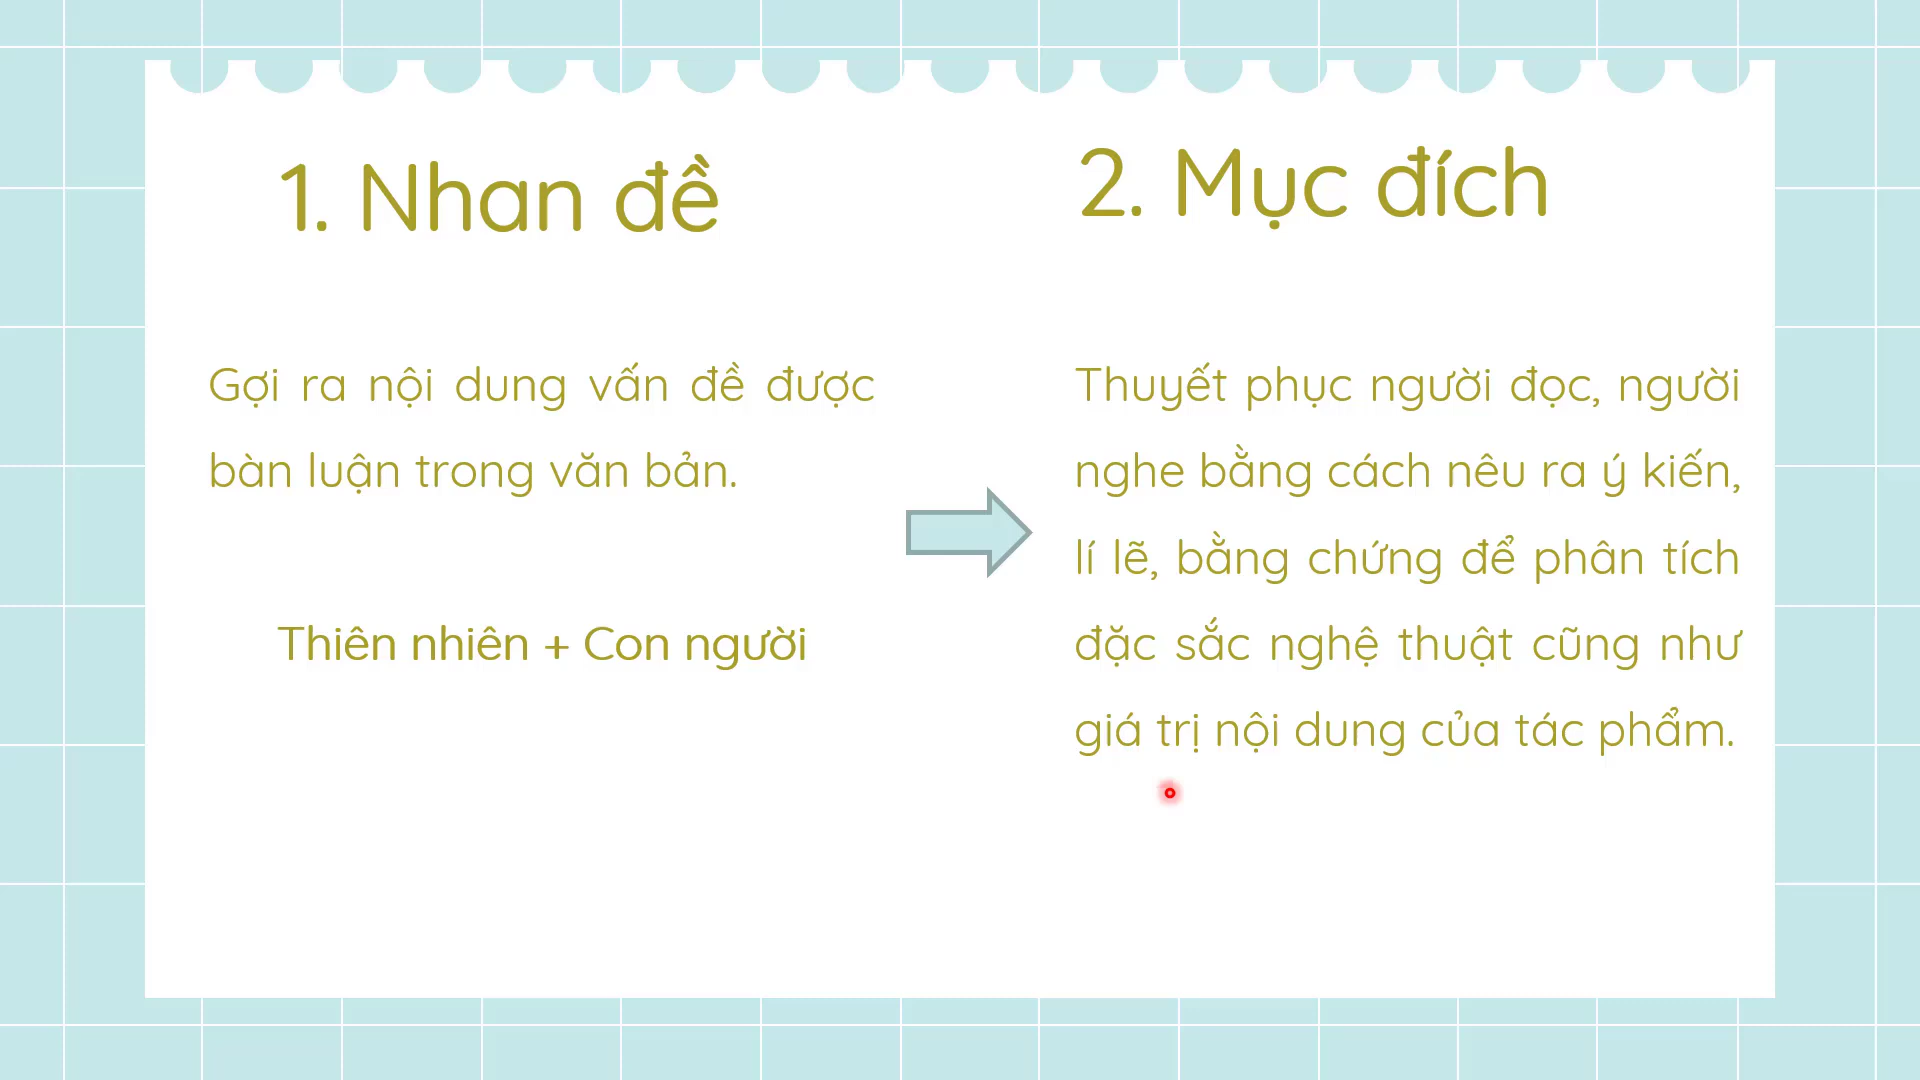 1. Nhan đề
Gợi ra nội dung vấn đề được
bàn luận trong văn bản.
Thiên nhiên + Con người
2. Mục đích
Thuyết phục người đọc, người
nghe bằng cách nêu ra ý kiến,
lí lẽ, bằng chứng để phân tích
đặc sắc nghệ thuật cũng như
giá trị nội dung của tác phẩm.